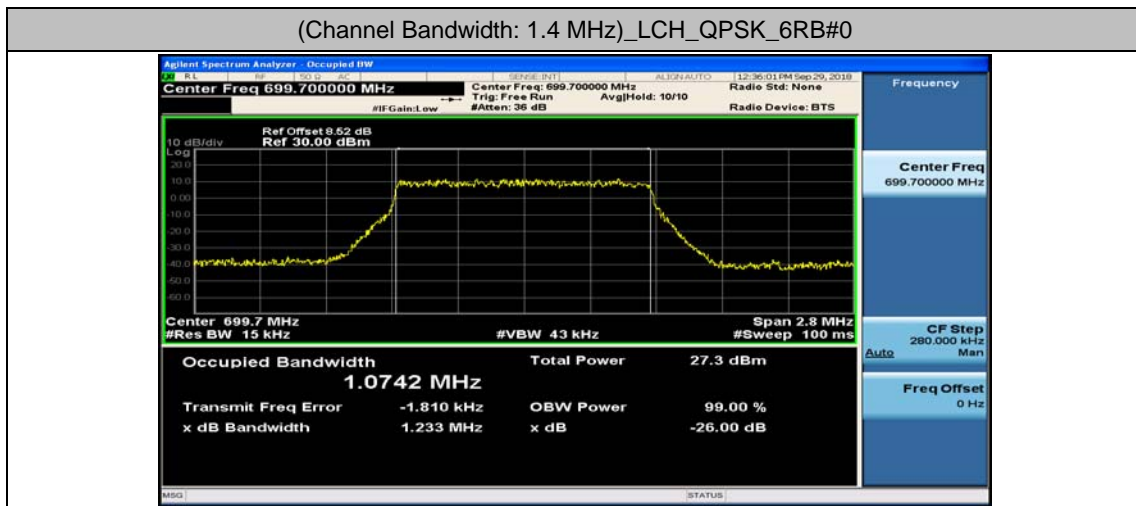 (Channel Bandwidth: 1.4 MHz)_LCH_QPSK_6RB#0
Agilent Spectrum Analyzer - Occupied BW
RL RF 50 Ω AC SENSE:INT ALIGN AUTO 12:36:01 PM Sep 29, 2018
Center Freq 699.700000 MHz
Center Freq: 699.700000 MHz
Radio Std: None
Trig: Free Run Avg|Hold: 10/10
#IFGain:Low #Atten: 36 dB Radio Device: BTS
Ref Offset 8.52 dB
10 dB/div Ref 30.00 dBm
Log
20.0
10.0
0.00
-10.0
-20.0
-30.0
-40.0
-50.0
-60.0
Center 699.7 MHz Span 2.8 MHz
#Res BW 15 kHz #VBW 43 kHz #Sweep 100 ms
Occupied Bandwidth Total Power 27.3 dBm
1.0742 MHz
Transmit Freq Error -1.810 kHz OBW Power 99.00 %
x dB Bandwidth 1.233 MHz x dB -26.00 dB
MSG STATUS
Frequency
Center Freq
699.700000 MHz
CF Step
280.000 kHz
Auto Man
Freq Offset
0 Hz